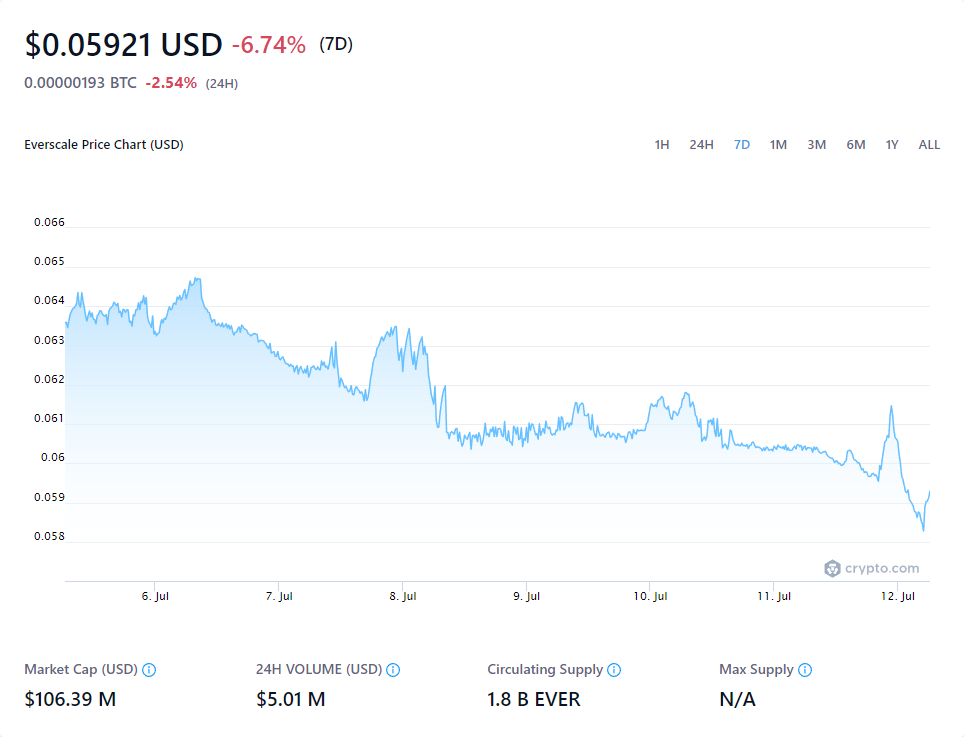 $0.05921 USD -6.74% (7D)
0.00000193 BTC -2.54% (24H)
Everscale Price Chart (USD) 1H 24H 7D 1M 3M 6M 1Y ALL
0.066
0.065
0.064
0.063
0.062
0.061
0.06
0.059
0.058
crypto.com
6. Jul 7. Jul 8. Jul 9. Jul 10. Jul 11. Jul 12. Jul
Market Cap (USD) 24H VOLUME (USD) Circulating Supply Max Supply
$106.39 M $5.01 M 1.8 B EVER N/A